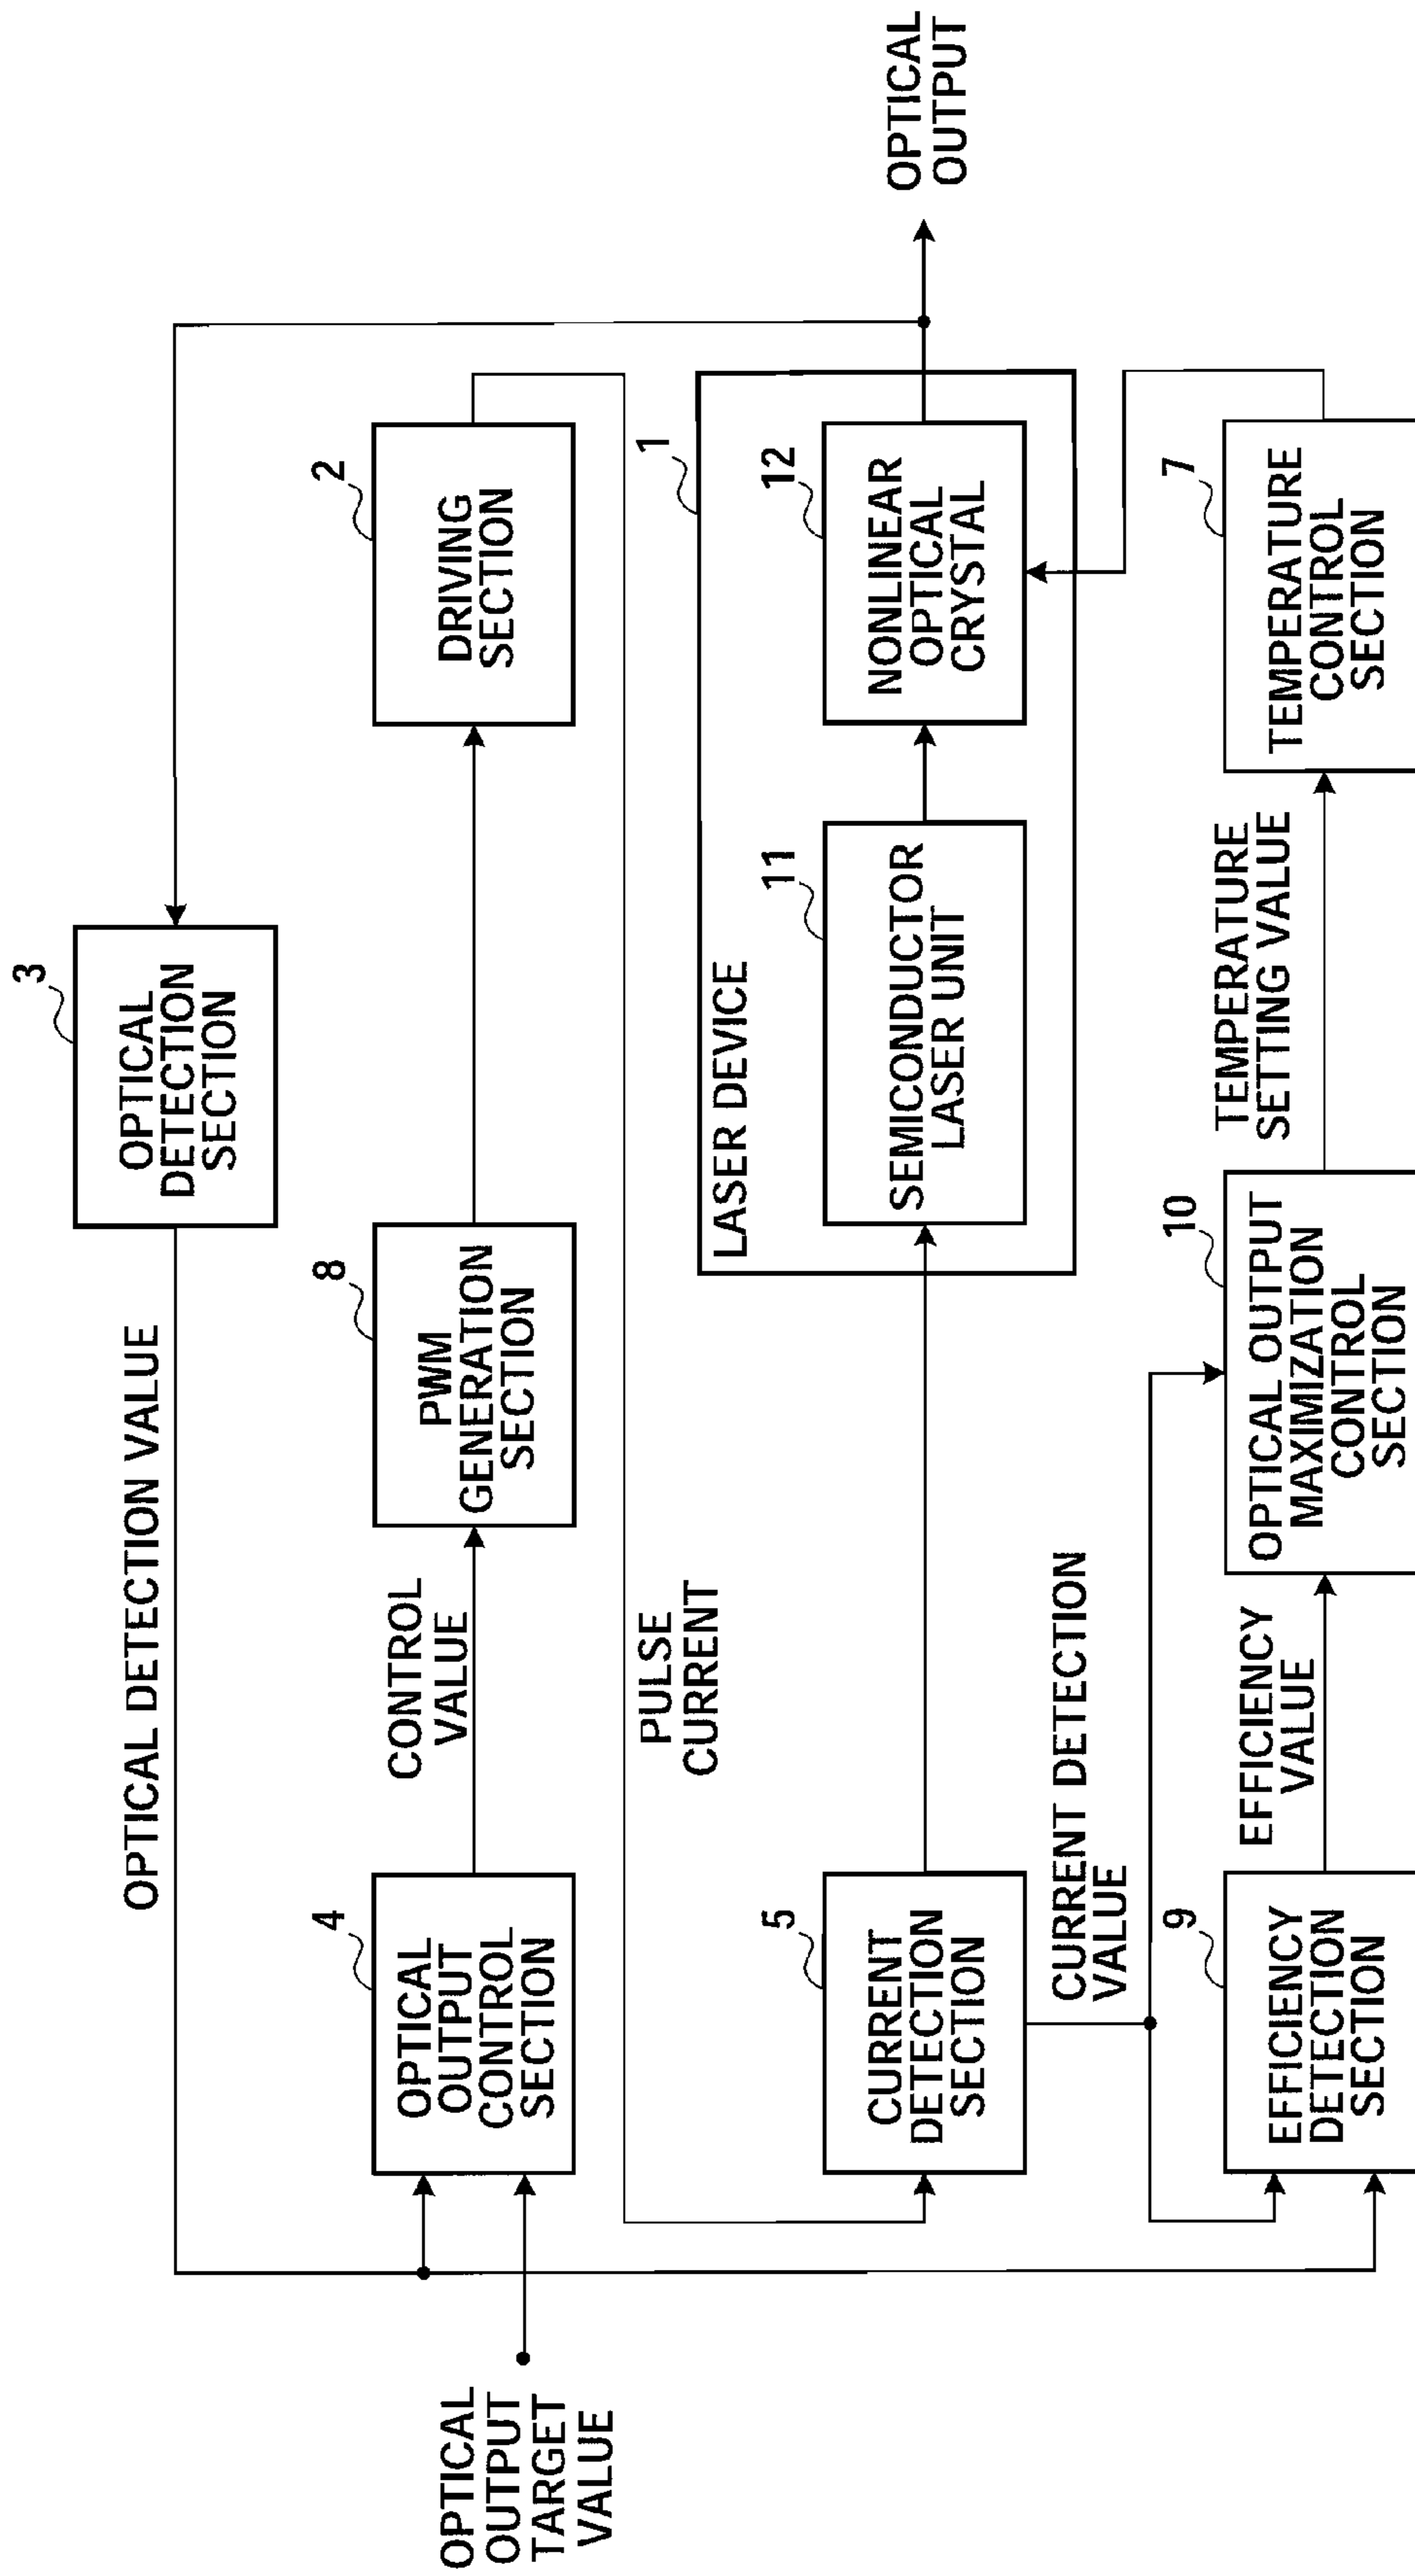 3
OPTICAL
DETECTION
SECTION
OPTICAL DETECTION VALUE
4
OPTICAL
OUTPUT
CONTROL
SECTION
CONTROL
VALUE
8
PWM
GENERATION
SECTION
2
DRIVING
SECTION
OPTICAL
OUTPUT
TARGET
VALUE
PULSE
CURRENT
1
LASER DEVICE
5
CURRENT
DETECTION
SECTION
11
SEMICONDUCTOR
LASER UNIT
12
NONLINEAR
OPTICAL
CRYSTAL
OPTICAL
OUTPUT
CURRENT DETECTION
VALUE
9
EFFICIENCY
DETECTION
SECTION
EFFICIENCY
VALUE
10
OPTICAL OUTPUT
MAXIMIZATION
CONTROL
SECTION
TEMPERATURE
SETTING VALUE
7
TEMPERATURE
CONTROL
SECTION